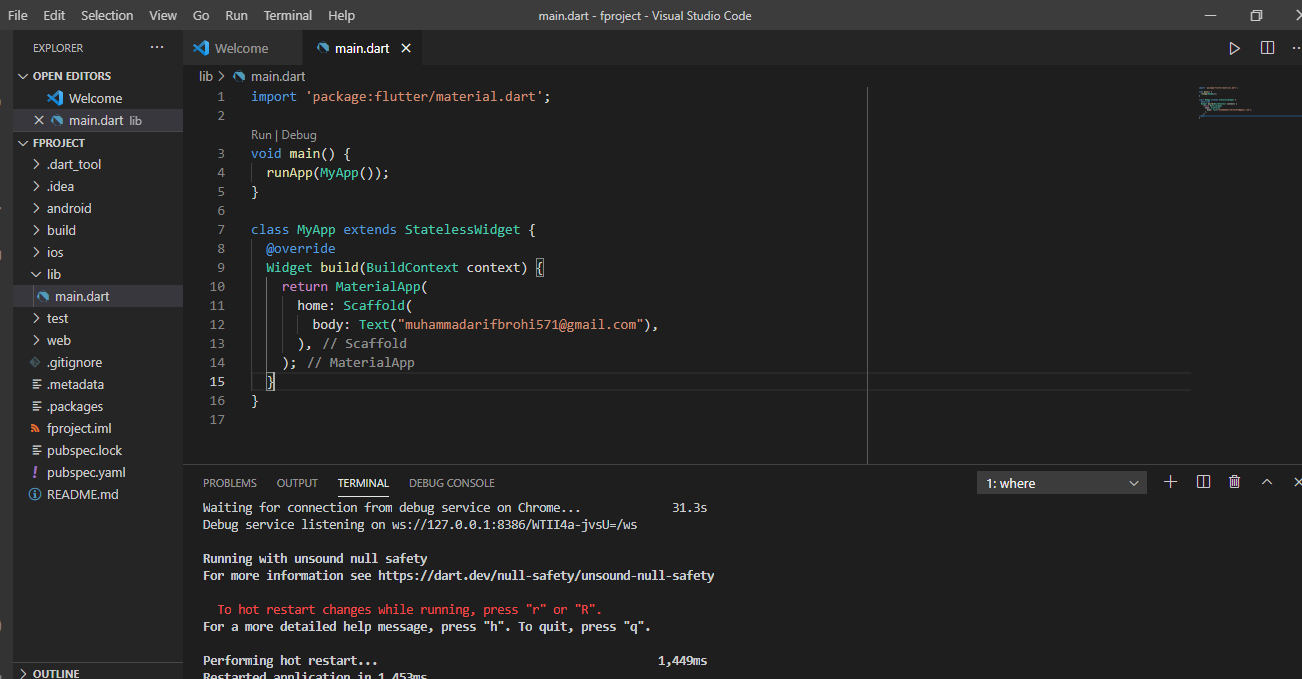 File Edit Selection View Go Run Terminal Help main.dart - fproject - Visual Studio Code
EXPLORER
OPEN EDITORS
Welcome
main.dart lib
FPROJECT
.dart_tool
.idea
android
build
ios
lib
main.dart
test
web
.gitignore
.metadata
.packages
fproject.iml
pubspec.lock
pubspec.yaml
README.md
OUTLINE
Welcome main.dart
lib > main.dart
1 import 'package:flutter/material.dart';
2
Run | Debug
3 void main() {
4 runApp(MyApp());
5 }
6
7 class MyApp extends StatelessWidget {
8 @override
9 Widget build(BuildContext context) {
10 return MaterialApp(
11 home: Scaffold(
12 body: Text("muhammadarifbrohi571@gmail.com"),
13 ), // Scaffold
14 ); // MaterialApp
15 }
16 }
17
PROBLEMS OUTPUT TERMINAL DEBUG CONSOLE 1: where
Waiting for connection from debug service on Chrome... 31.3s
Debug service listening on ws://127.0.0.1:8386/WTII4a-jvsU=/ws
Running with unsound null safety
For more information see https://dart.dev/null-safety/unsound-null-safety
To hot restart changes while running, press "r" or "R".
For a more detailed help message, press "h". To quit, press "q".
Performing hot restart... 1,449ms
Restarted application in 1,453ms.